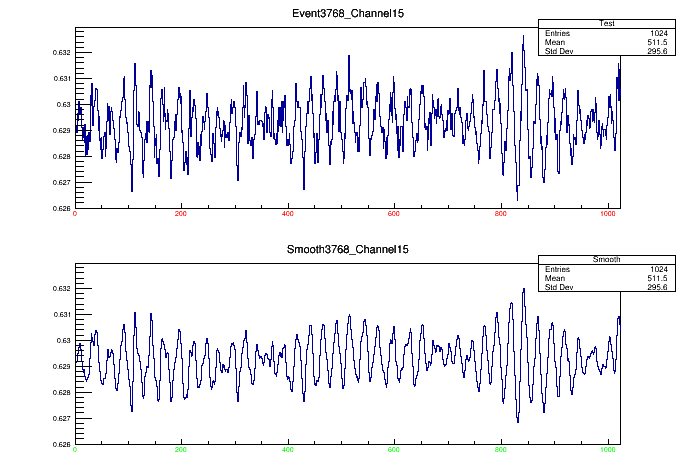 Event3768_Channel15
Test
Entries 1024
Mean 511.5
Std Dev 295.6
0.632
0.631
0.63
0.629
0.628
0.627
0.626
0 200 400 600 800 1000
Smooth3768_Channel15
Smooth
Entries 1024
Mean 511.5
Std Dev 295.6
0.632
0.631
0.63
0.629
0.628
0.627
0.626
0 200 400 600 800 1000